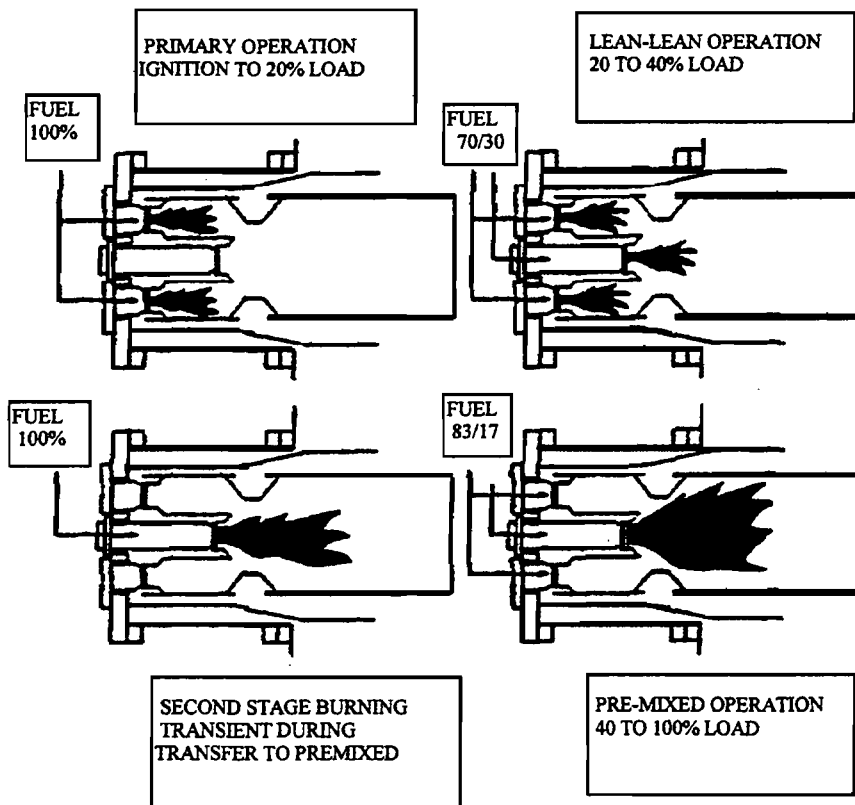 PRIMARY OPERATION
IGNITION TO 20% LOAD
LEAN-LEAN OPERATION
20 TO 40% LOAD
FUEL
100%
FUEL
70/30
FUEL
100%
FUEL
83/17
SECOND STAGE BURNING
TRANSIENT DURING
TRANSFER TO PREMIXED
PRE-MIXED OPERATION
40 TO 100% LOAD